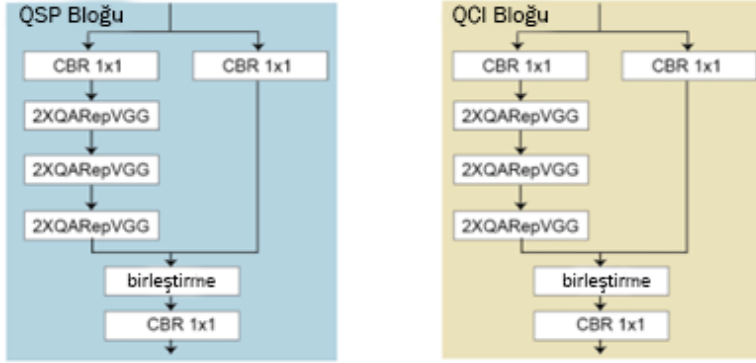 QSP Bloğu
CBR 1x1
CBR 1x1
2XQARepVGG
2XQARepVGG
2XQARepVGG
birleştirme
CBR 1x1
QCI Bloğu
CBR 1x1
CBR 1x1
2XQARepVGG
2XQARepVGG
2XQARepVGG
birleştirme
CBR 1x1